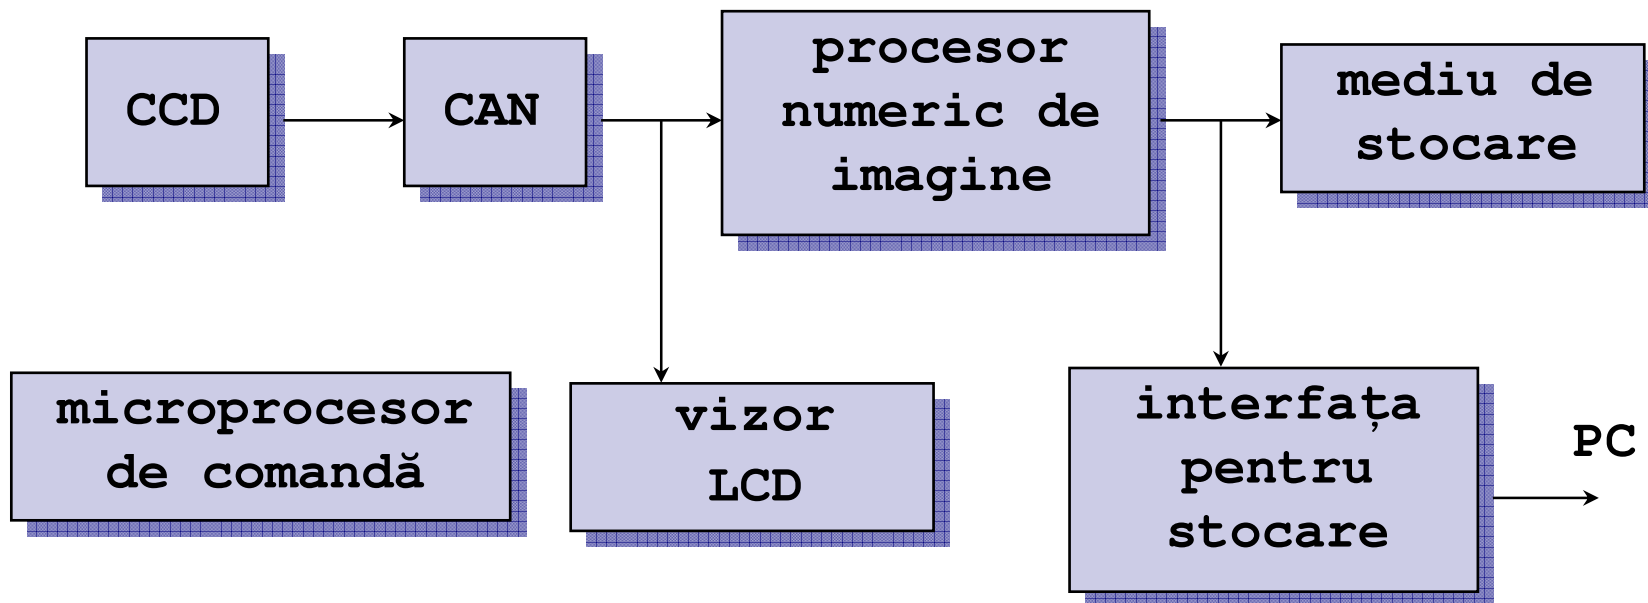 CCD
CAN
procesor
numeric de
imagine
mediu de
stocare
microprocesor
de comandă
vizor
LCD
interfața
pentru
stocare
PC